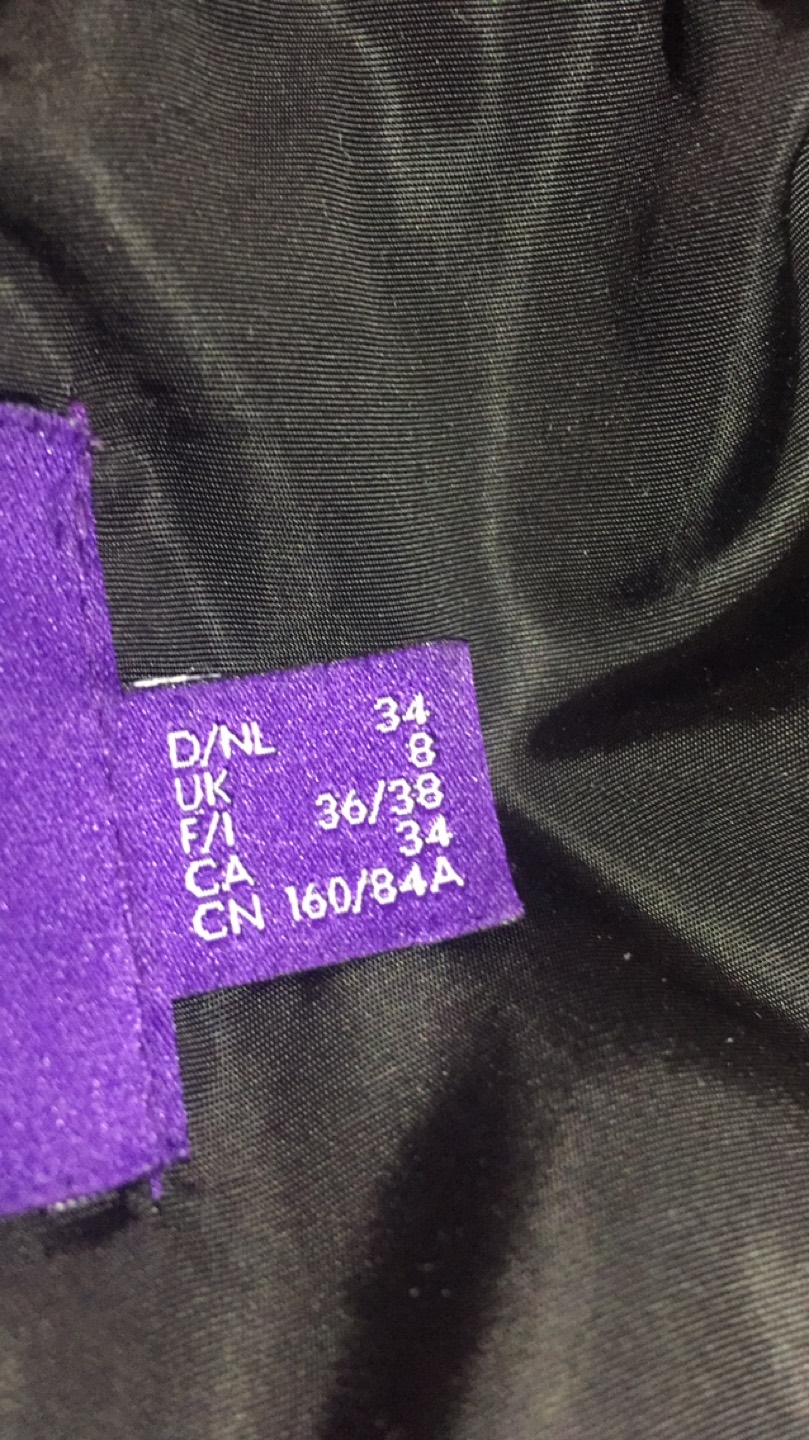 D/NL 34
UK 8
F/I 36/38
CA 34
CN 160/84A